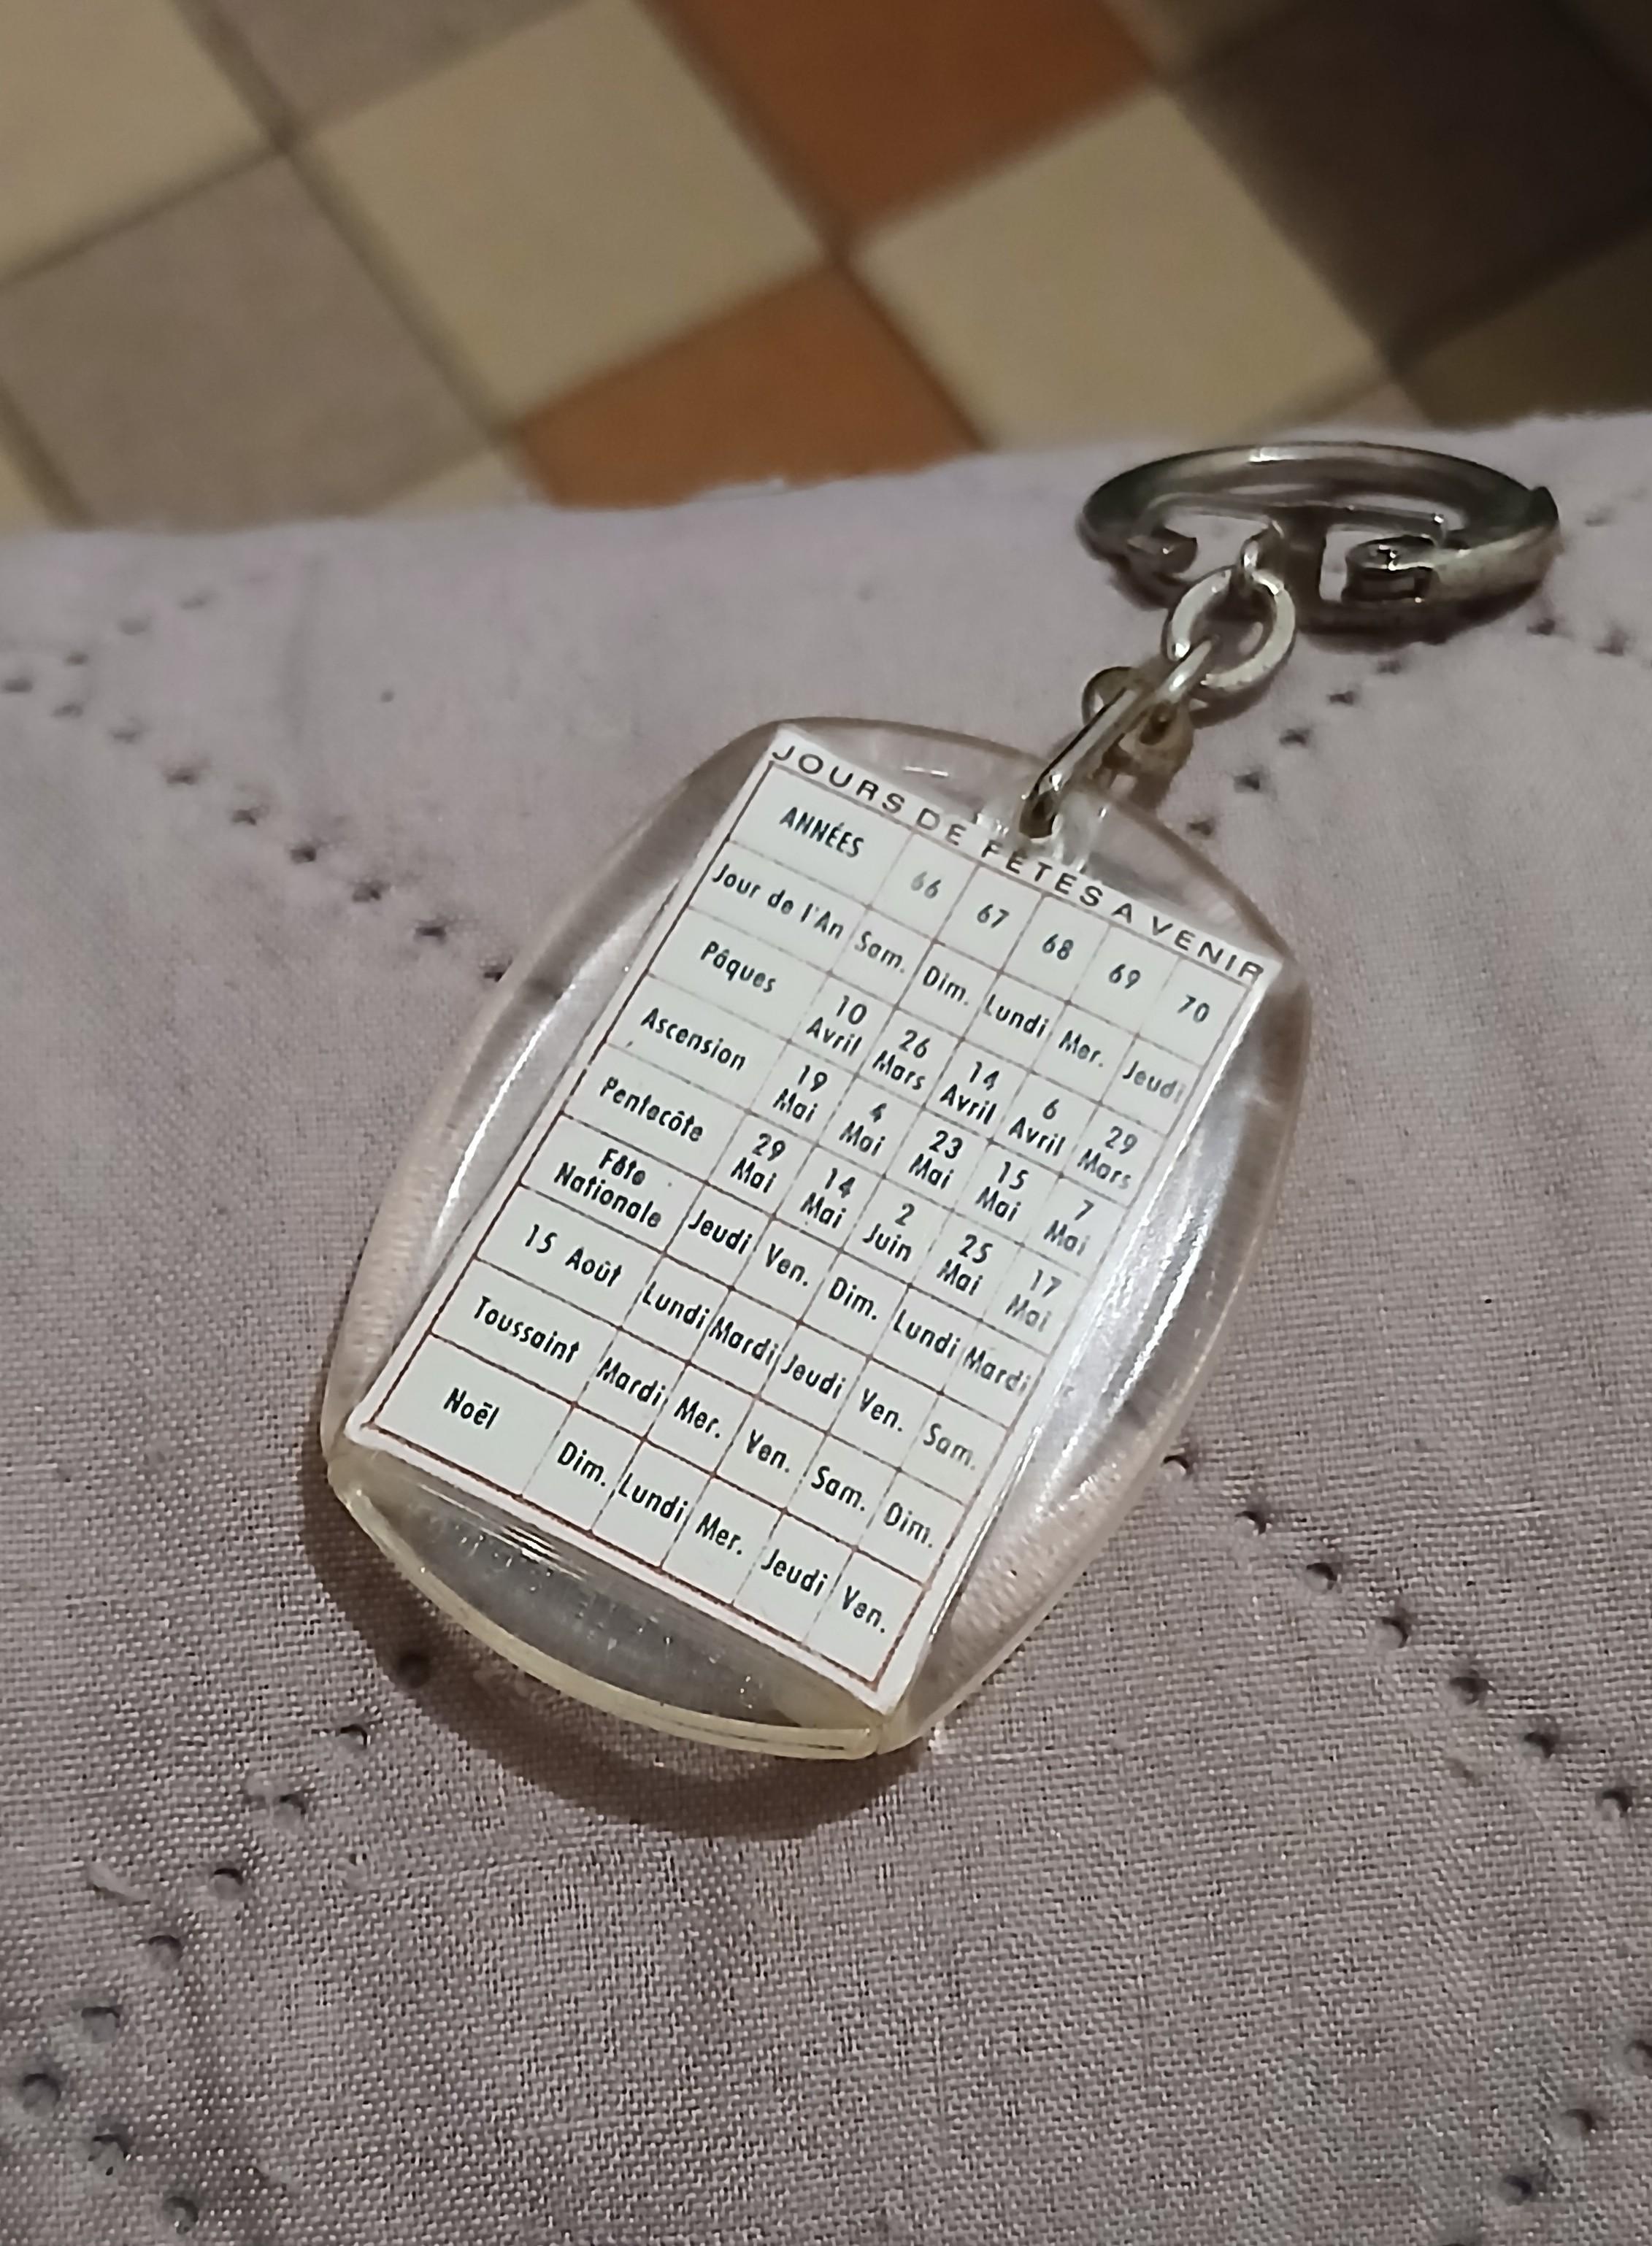 JOURS DE FETES A VENIR
ANNÉES 66 67 68 69 70
Jour de l'An Sam. Dim. Lundi Mer. Jeudi
Pâques 10 Avril 26 Mars 14 Avril 6 Avril 29 Mars
Ascension 19 Mai 4 Mai 23 Mai 15 Mai 7 Mai
Pentecôte 29 Mai 14 Mai 2 Juin 25 Mai 17 Mai
Fête Nationale Jeudi Ven. Dim. Lundi Mardi
15 Août Lundi Mardi Jeudi Ven. Sam.
Toussaint Mardi Mer. Ven. Sam. Dim.
Noël Dim. Lundi Mer. Jeudi Ven.